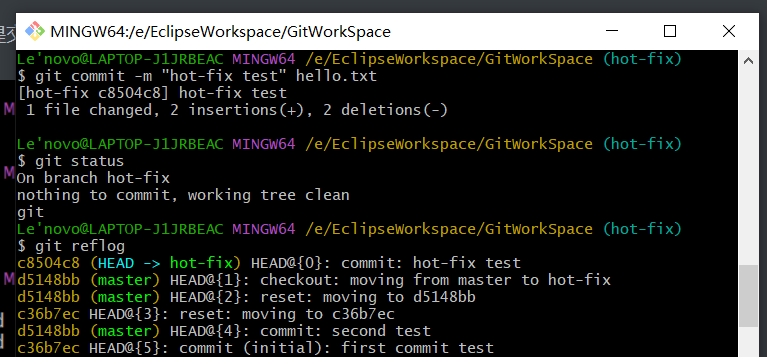 MINGW64:/e/EclipseWorkspace/GitWorkSpace
Le'novo@LAPTOP-J1JRBEAC MINGW64 /e/EclipseWorkspace/GitWorkSpace (hot-fix)
$ git commit -m "hot-fix test" hello.txt
[hot-fix c8504c8] hot-fix test
 1 file changed, 2 insertions(+), 2 deletions(-)
Le'novo@LAPTOP-J1JRBEAC MINGW64 /e/EclipseWorkspace/GitWorkSpace (hot-fix)
$ git status
On branch hot-fix
nothing to commit, working tree clean
git
Le'novo@LAPTOP-J1JRBEAC MINGW64 /e/EclipseWorkspace/GitWorkSpace (hot-fix)
$ git reflog
c8504c8 (HEAD -> hot-fix) HEAD@{0}: commit: hot-fix test
d5148bb (master) HEAD@{1}: checkout: moving from master to hot-fix
d5148bb (master) HEAD@{2}: reset: moving to d5148bb
c36b7ec HEAD@{3}: reset: moving to c36b7ec
d5148bb (master) HEAD@{4}: commit: second test
c36b7ec HEAD@{5}: commit (initial): first commit test